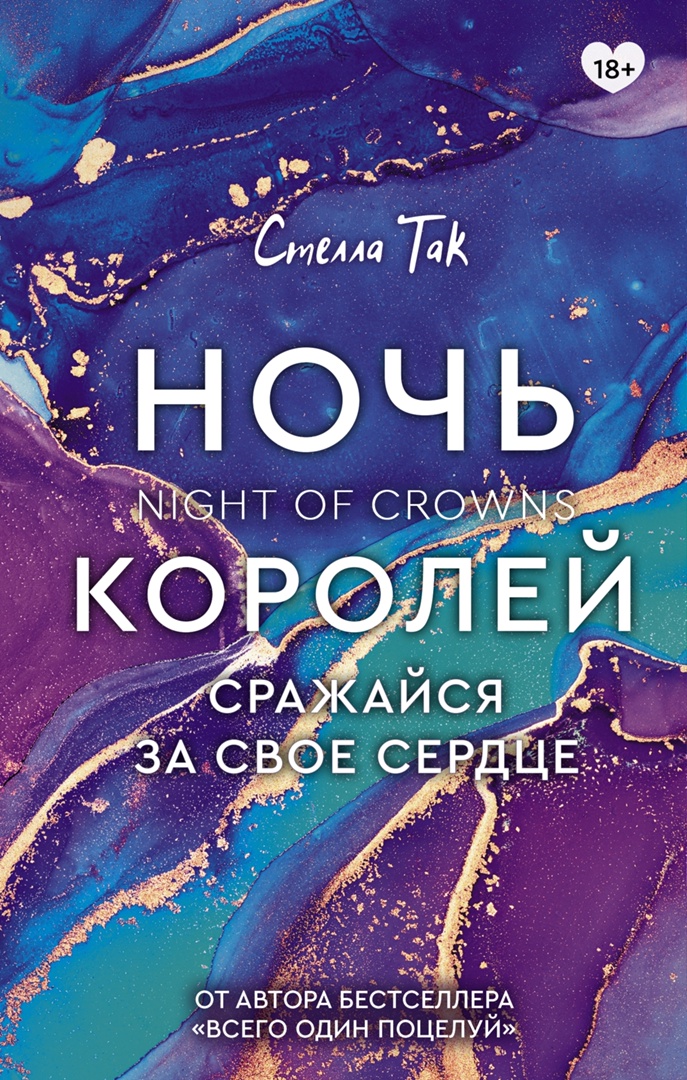 18+
Стелла Так
НОЧЬ
NIGHT OF CROWNS
КОРОЛЕЙ
СРАЖАЙСЯ
ЗА СВОЕ СЕРДЦЕ
ОТ АВТОРА БЕСТСЕЛЛЕРА
«ВСЕГО ОДИН ПОЦЕЛУЙ»